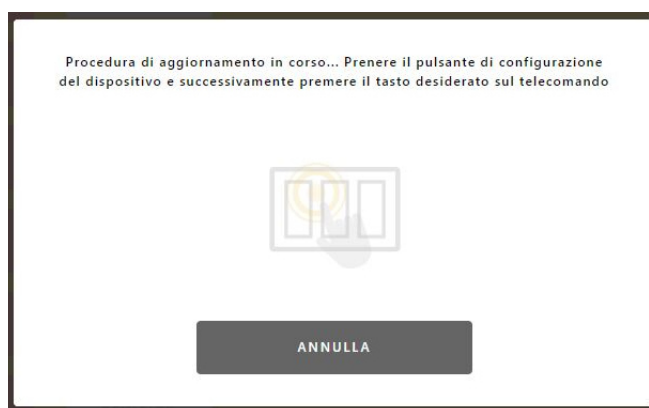 Procedura di aggiornamento in corso... Prenere il pulsante di configurazione
del dispositivo e successivamente premere il tasto desiderato sul telecomando
ANNULLA